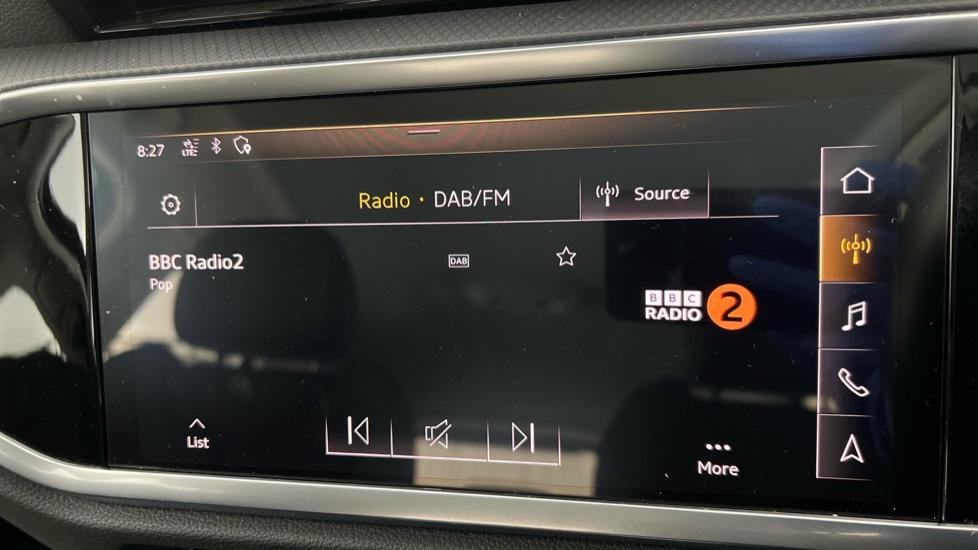 8:27 LTE
Radio · DAB/FM
Source
BBC Radio2
DAB
Pop
BBC
RADIO 2
List
More